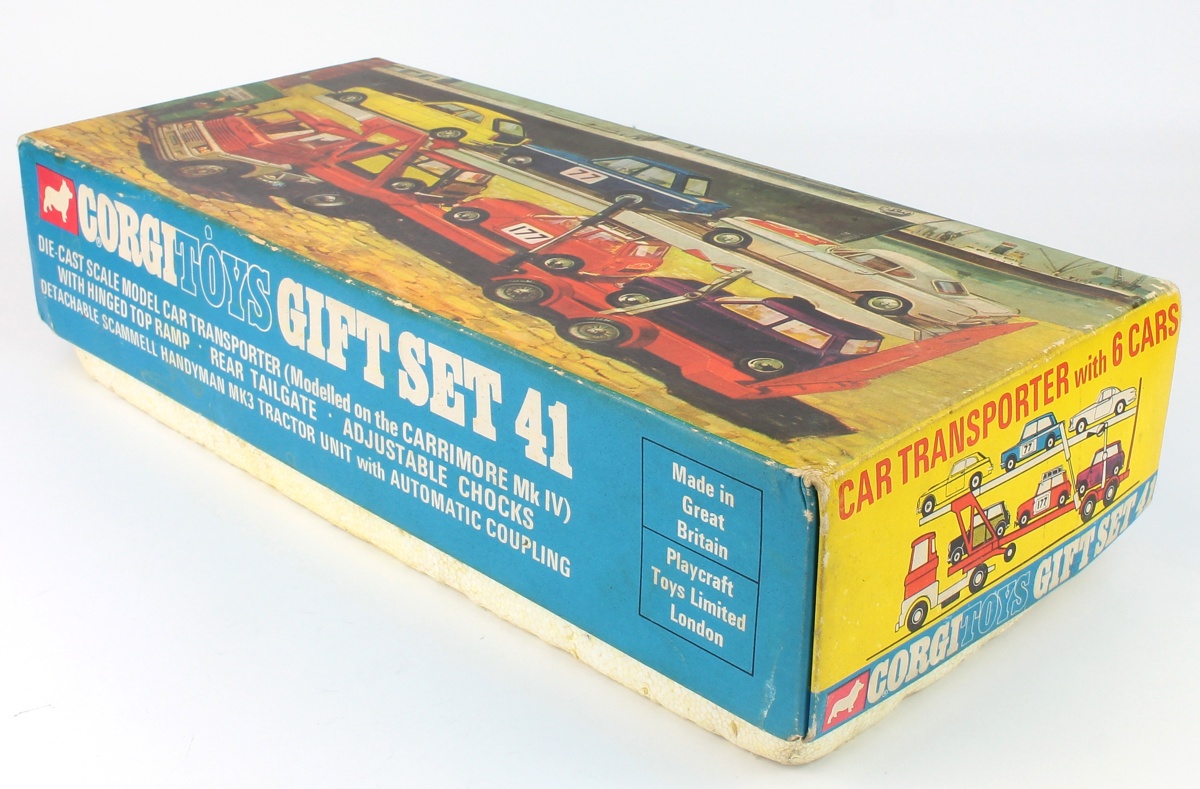 CORGI TOYS GIFT SET 41
DIE-CAST SCALE MODEL CAR TRANSPORTER (Modelled on the CARRIMORE Mk IV)
WITH HINGED TOP RAMP · REAR TAILGATE · ADJUSTABLE CHOCKS
DETACHABLE SCAMMELL HANDYMAN MK3 TRACTOR UNIT with AUTOMATIC COUPLING
Made in
Great
Britain
Playcraft
Toys Limited
London
77
177
CAR TRANSPORTER with 6 CARS
77
177
CORGI TOYS GIFT SET 41